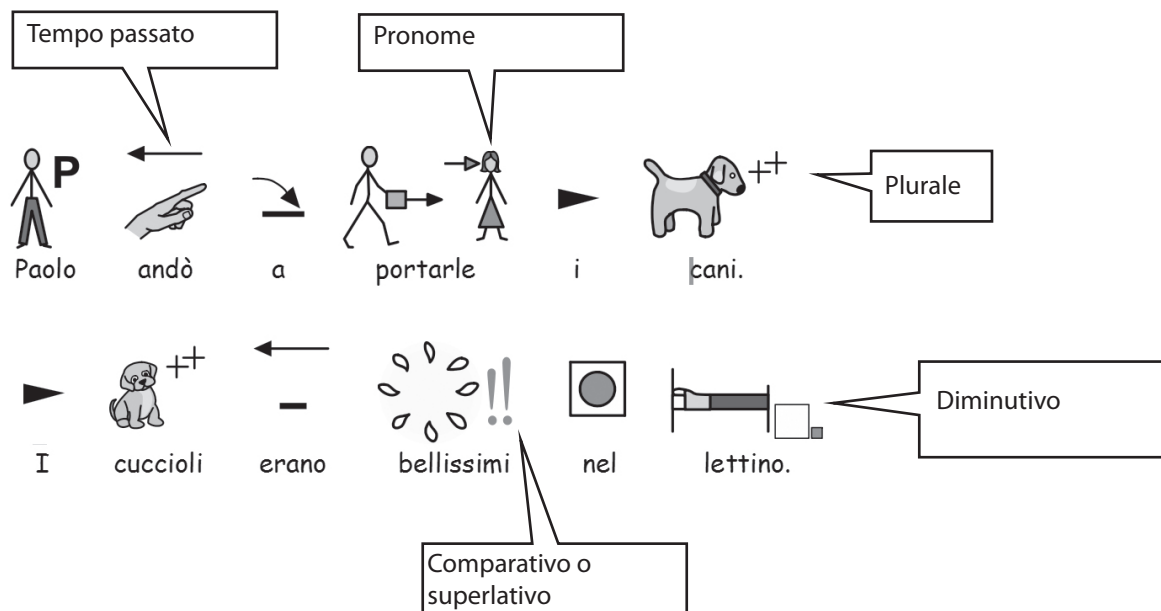 Tempo passato
Pronome
P
Plurale
Paolo andò a portarle i cani.
Diminutivo
I cuccioli erano bellissimi nel lettino.
Comparativo o
superlativo